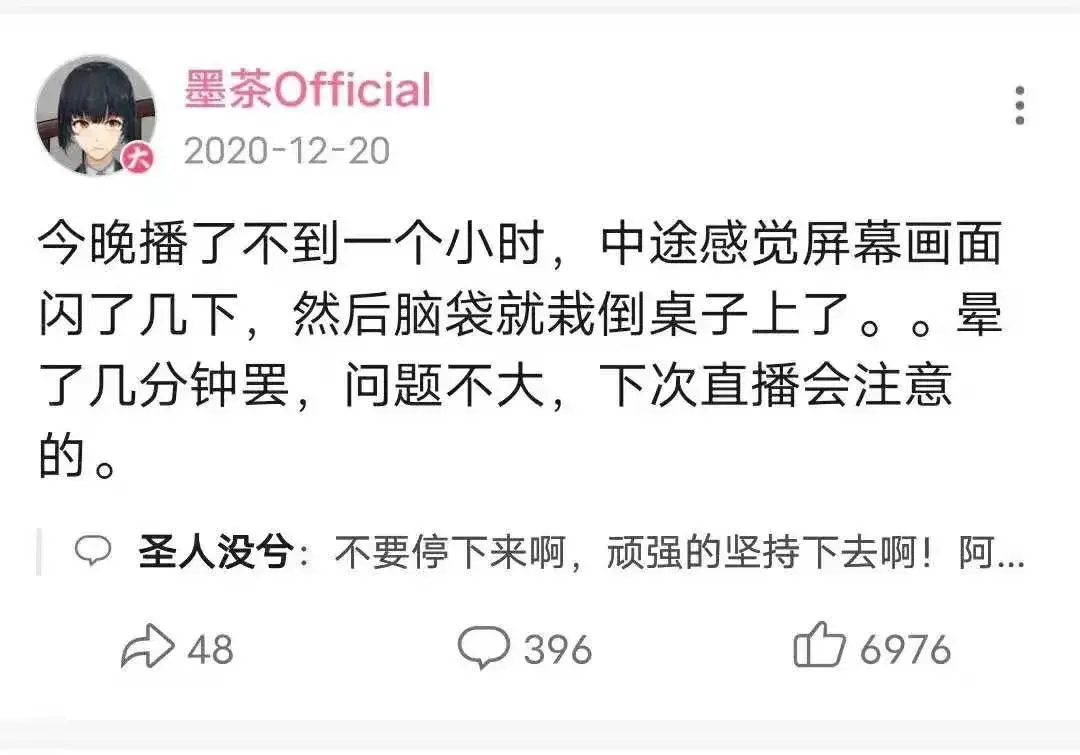 墨茶Official
大
2020-12-20
今晚播了不到一个小时，中途感觉屏幕画面
闪了几下，然后脑袋就栽倒桌子上了。。晕
了几分钟罢，问题不大，下次直播会注意
的。
圣人没兮：不要停下来啊，顽强的坚持下去啊！阿...
48
396
6976